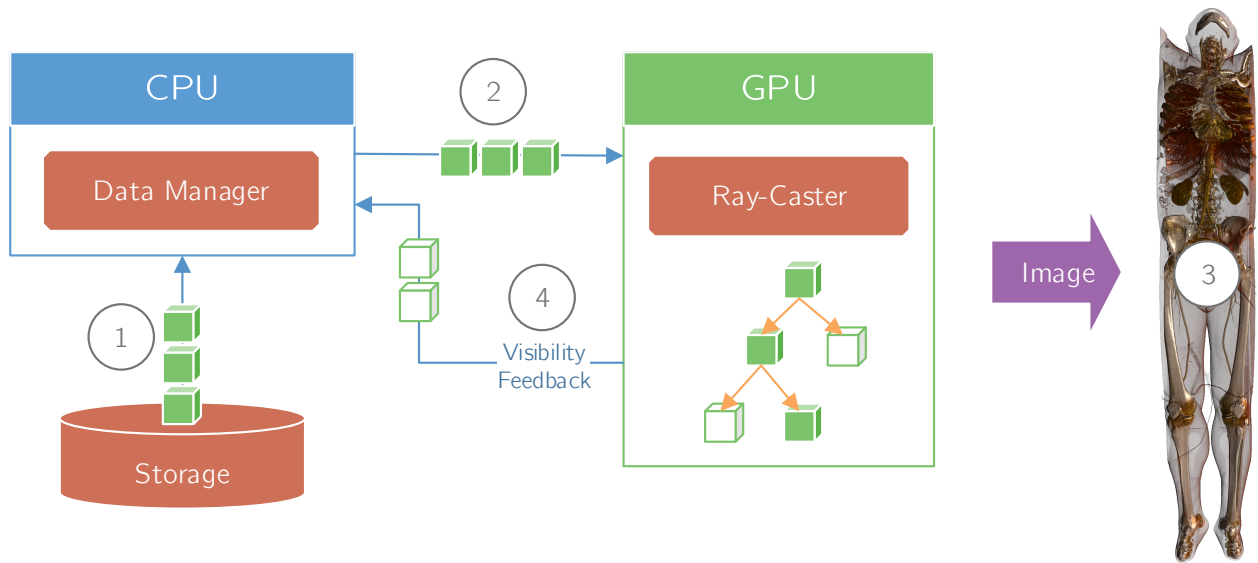 CPU
2
GPU
Data Manager
Ray-Caster
Image
3
1
4
Visibility
Feedback
Storage